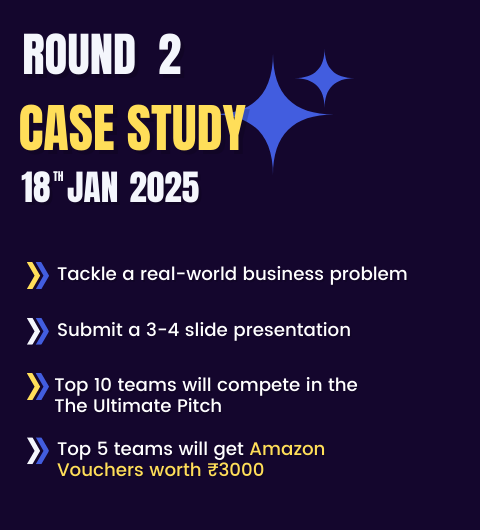 ROUND 2
CASE STUDY
18TH JAN 2025
Tackle a real-world business problem
Submit a 3-4 slide presentation
Top 10 teams will compete in the
The Ultimate Pitch
Top 5 teams will get Amazon
Vouchers worth ₹3000